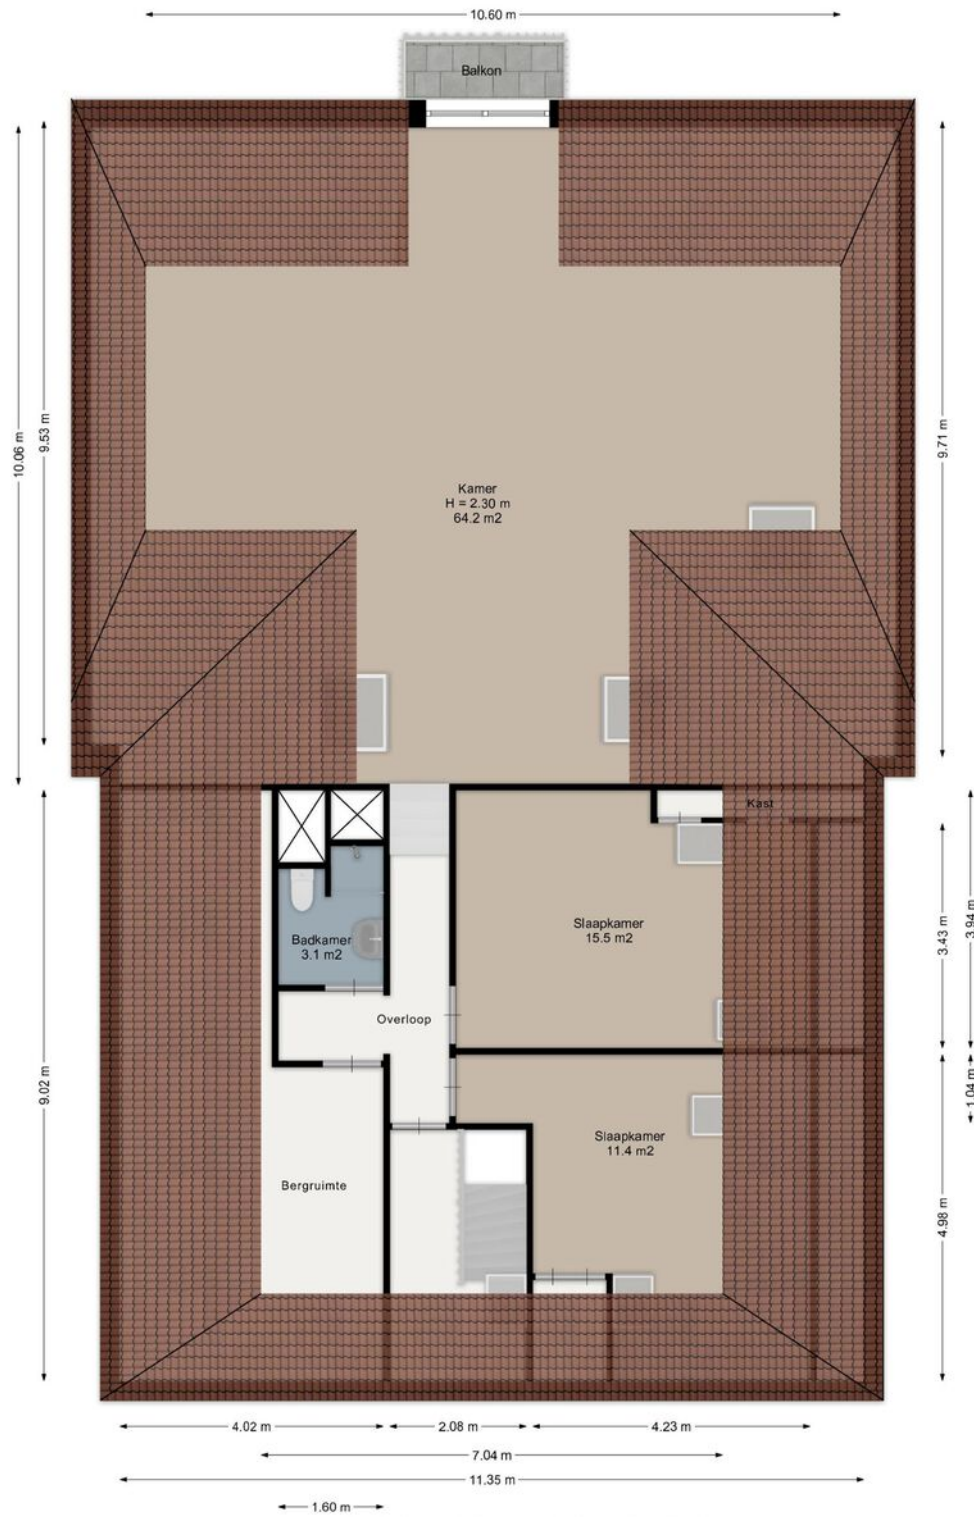 10.60 m
Balkon
10.06 m
9.53 m
9.71 m
Kamer
H = 2.30 m
64.2 m2
Kast
Slaapkamer
15.5 m2
Badkamer
3.1 m2
Overloop
3.43 m
3.94 m
9.02 m
1.04 m
Slaapkamer
11.4 m2
Bergruimte
4.98 m
4.02 m
2.08 m
4.23 m
7.04 m
11.35 m
1.60 m